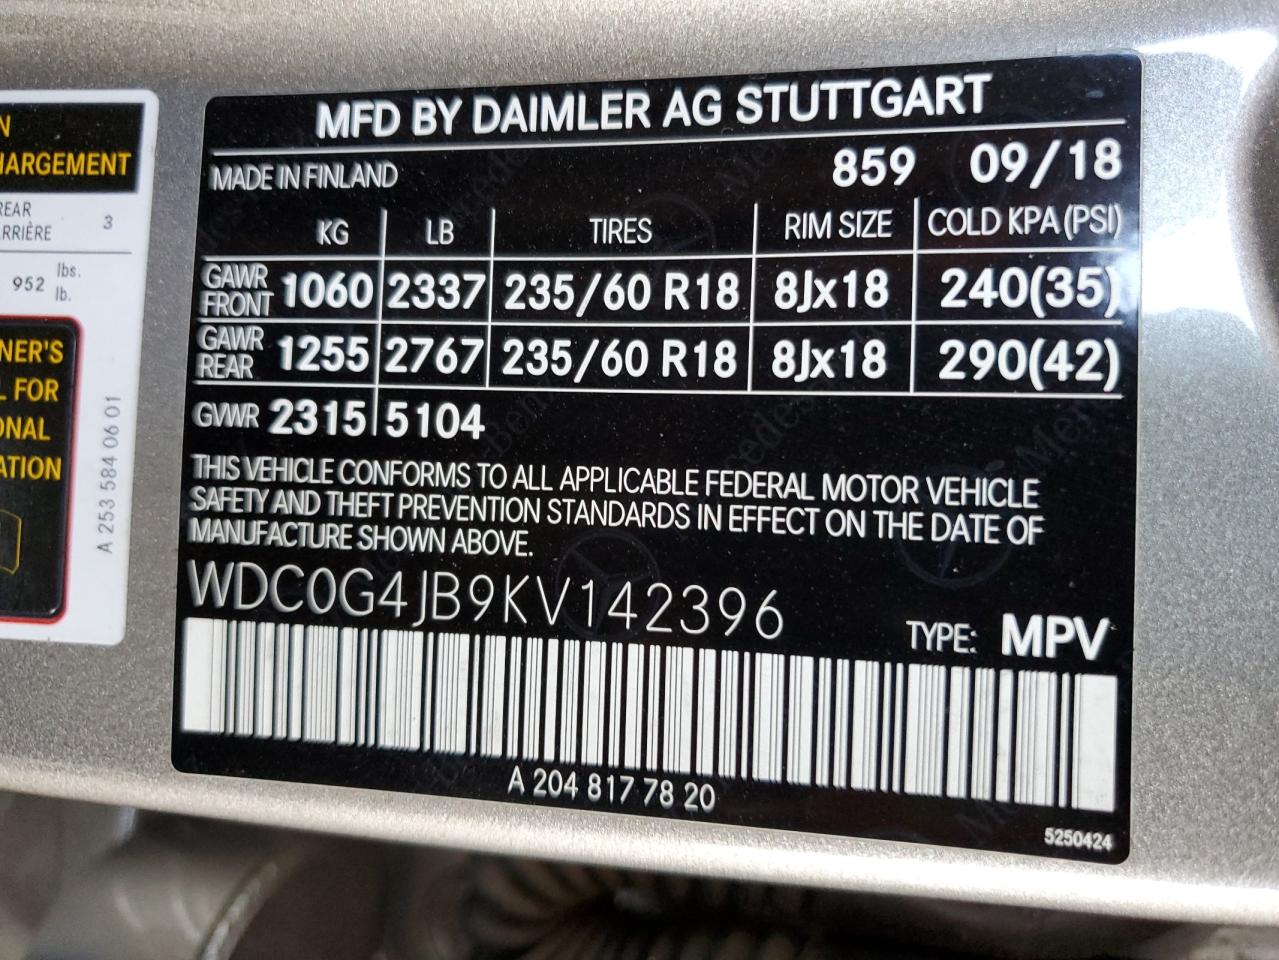 N
HARGEMENT
REAR
RRIÈRE
3
952 lbs.
lb.
NER'S
L FOR
ONAL
ATION
A 253 584 06 01
MFD BY DAIMLER AG STUTTGART
MADE IN FINLAND 859 09/18
KG LB TIRES RIM SIZE COLD KPA (PSI)
GAWR FRONT 1060 2337 235/60 R18 8Jx18 240(35)
GAWR REAR 1255 2767 235/60 R18 8Jx18 290(42)
GVWR 2315 5104
THIS VEHICLE CONFORMS TO ALL APPLICABLE FEDERAL MOTOR VEHICLE
SAFETY AND THEFT PREVENTION STANDARDS IN EFFECT ON THE DATE OF
MANUFACTURE SHOWN ABOVE.
WDC0G4JB9KV142396
TYPE: MPV
A 204 817 78 20
5250424